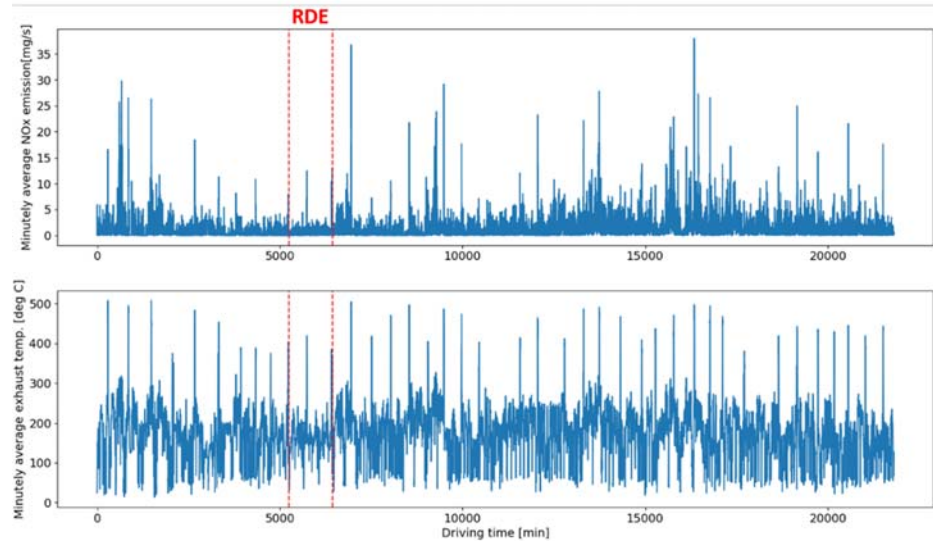 RDE
Minutely average NOx emission[mg/s]
35
30
25
20
15
10
5
0
0 5000 10000 15000 20000
Minutely average exhaust temp. [deg C]
500
400
300
200
100
0
0 5000 10000 15000 20000
Driving time [min]